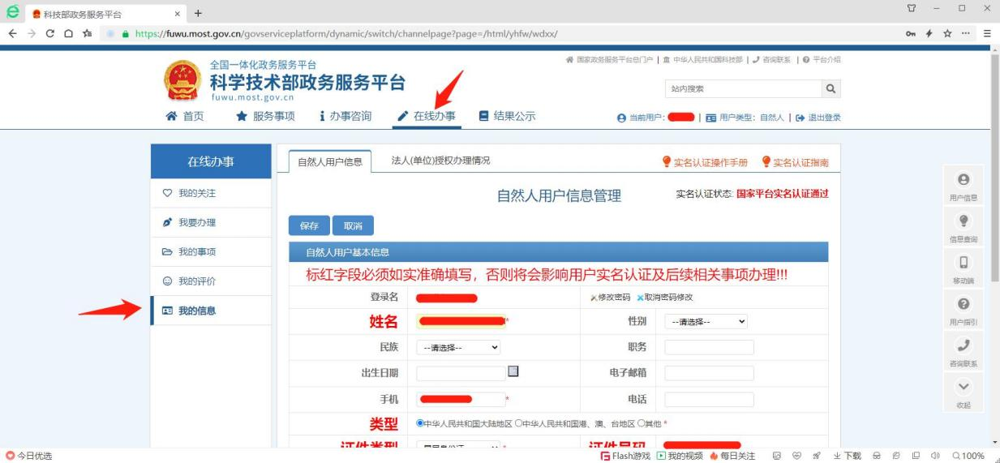 科技部政务服务平台
https://fuwu.most.gov.cn/govserviceplatform/dynamic/switch/channelpage?page=/html/yhfw/wdxx/
国家政务服务平台总门户 | 中华人民共和国科技部 | 咨询联系 | 平台介绍
全国一体化政务服务平台
科学技术部政务服务平台
fuwu.most.gov.cn
站内搜索
首页 服务事项 办事咨询 在线办事 结果公示
当前用户: | 用户类型: 自然人 | 退出登录
在线办事
我的关注
我要办理
我的事项
我的评价
我的信息
自然人用户信息 法人(单位)授权办理情况 实名认证操作手册 实名认证指南
自然人用户信息管理 实名认证状态: 国家平台实名认证通过
保存 取消
自然人用户基本信息
标红字段必须如实准确填写，否则将会影响用户实名认证及后续相关事项办理!!!
登录名 修改密码 取消密码修改
姓名 * 性别 --请选择--
民族 --请选择-- 职务
出生日期 电子邮箱
手机 * 电话
类型 中华人民共和国大陆地区 中华人民共和国港、澳、台地区 其他 *
证件类型 居民身份证 * 证件号码
用户信息
信息查询
移动端
用户指引
咨询联系
收起
今日优选 Flash游戏 我的视频 每日关注 下载 100%